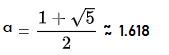 α = (1 + √5) / 2 ≈ 1.618